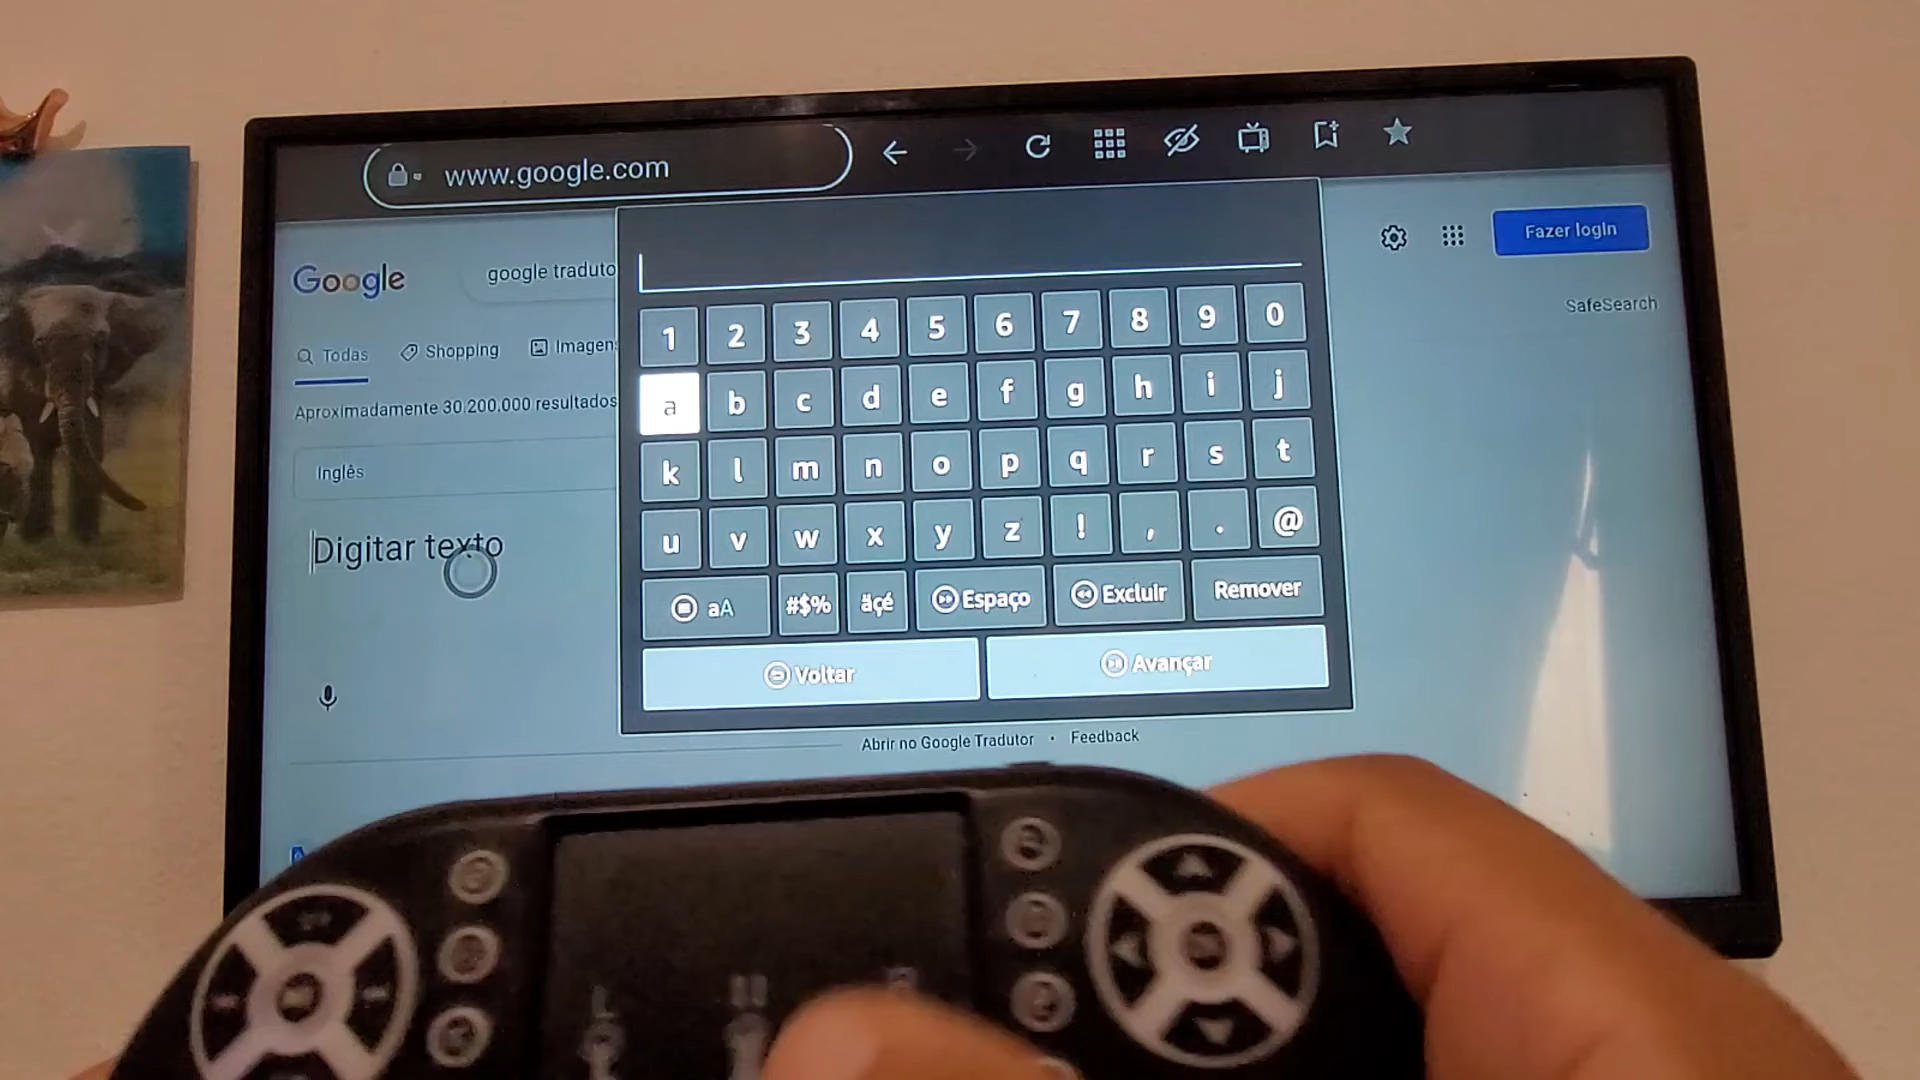 www.google.com
Google
google traduto
Fazer login
SafeSearch
Todas
Shopping
Imagen
Aproximadamente 30.200.000 resultados
Inglês
Digitar texto
1 2 3 4 5 6 7 8 9 0
a b c d e f g h i j
k l m n o p q r s t
u v w x y z ! , . @
aA #$% äçé Espaço Excluir Remover
Voltar Avançar
Abrir no Google Tradutor • Feedback